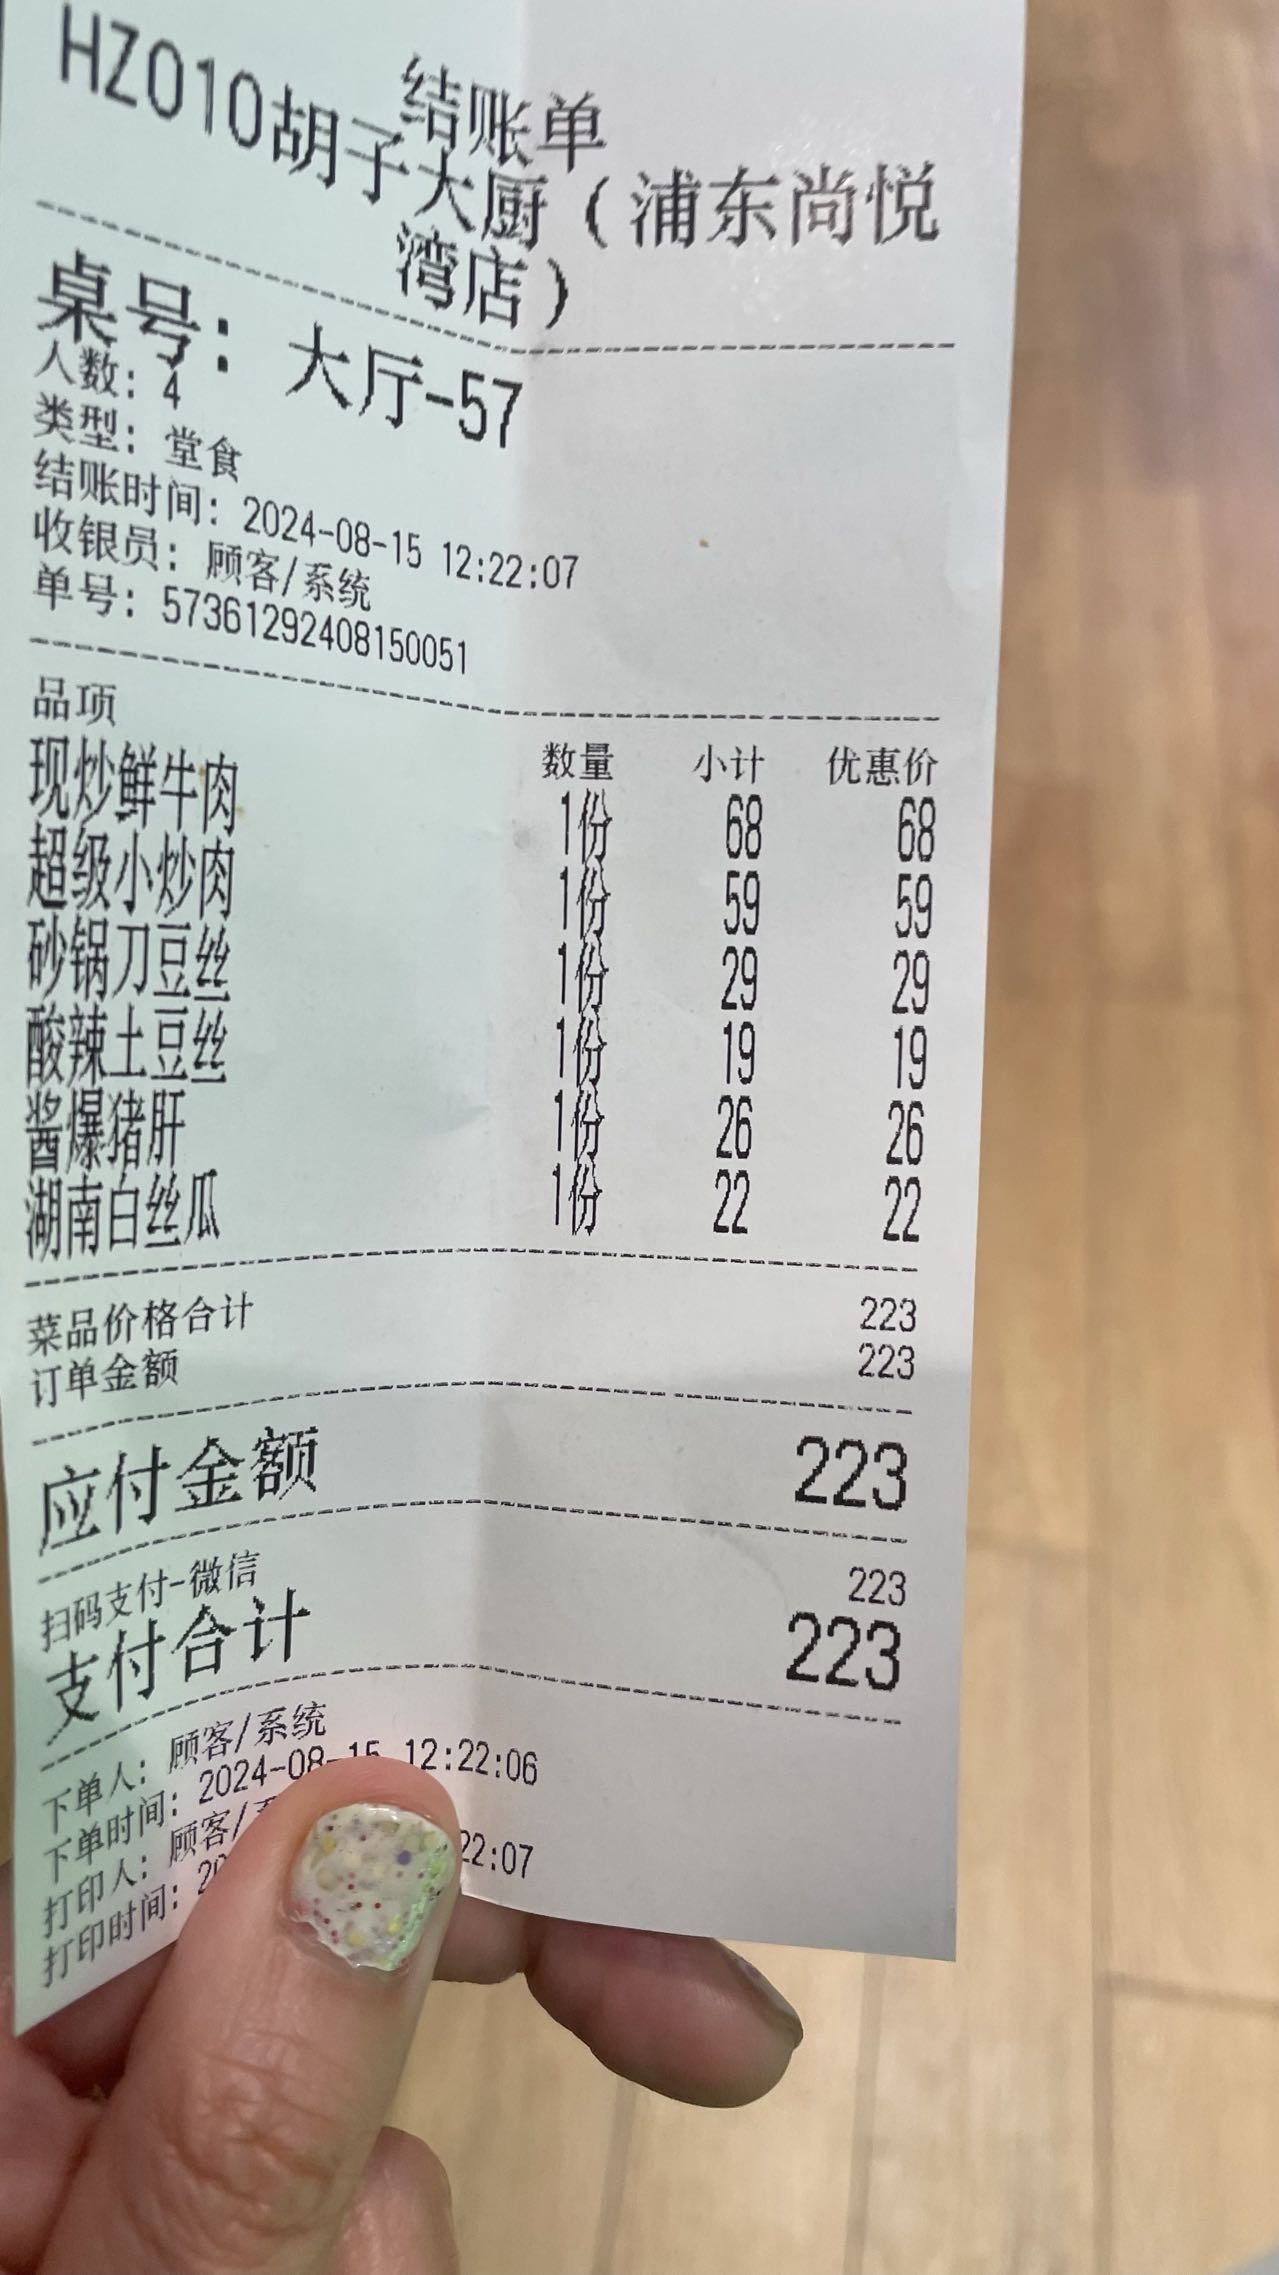 结账单
HZ010胡子大厨（浦东尚悦
湾店）
桌号：大厅-57
人数：4
类型：堂食
结账时间：2024-08-15 12:22:07
收银员：顾客/系统
单号：57361292408150051
品项 数量 小计 优惠价
现炒鲜牛肉 1份 68 68
超级小炒肉 1份 59 59
砂锅刀豆丝 1份 29 29
酸辣土豆丝 1份 19 19
酱爆猪肝 1份 26 26
湖南白丝瓜 1份 22 22
菜品价格合计 223
订单金额 223
应付金额 223
扫码支付-微信 223
支付合计 223
下单人：顾客/系统
下单时间：2024-08-15 12:22:06
打印人：顾客/
打印时间：20 22:07